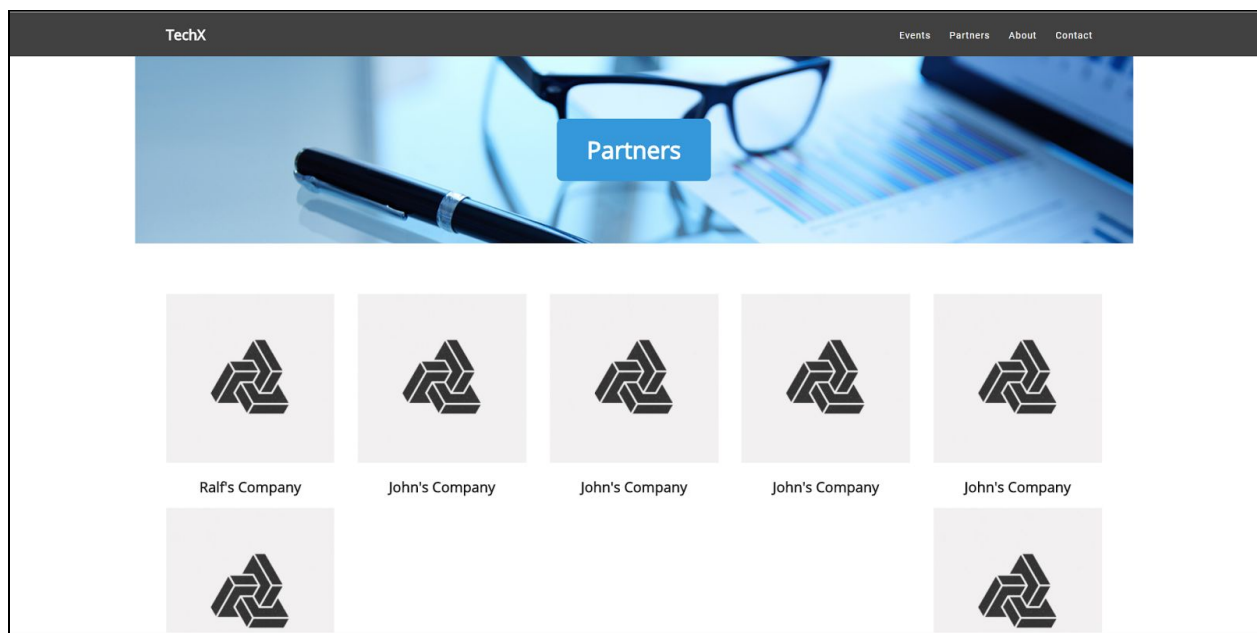 TechX
Events Partners About Contact
Partners
Ralf's Company
John's Company
John's Company
John's Company
John's Company